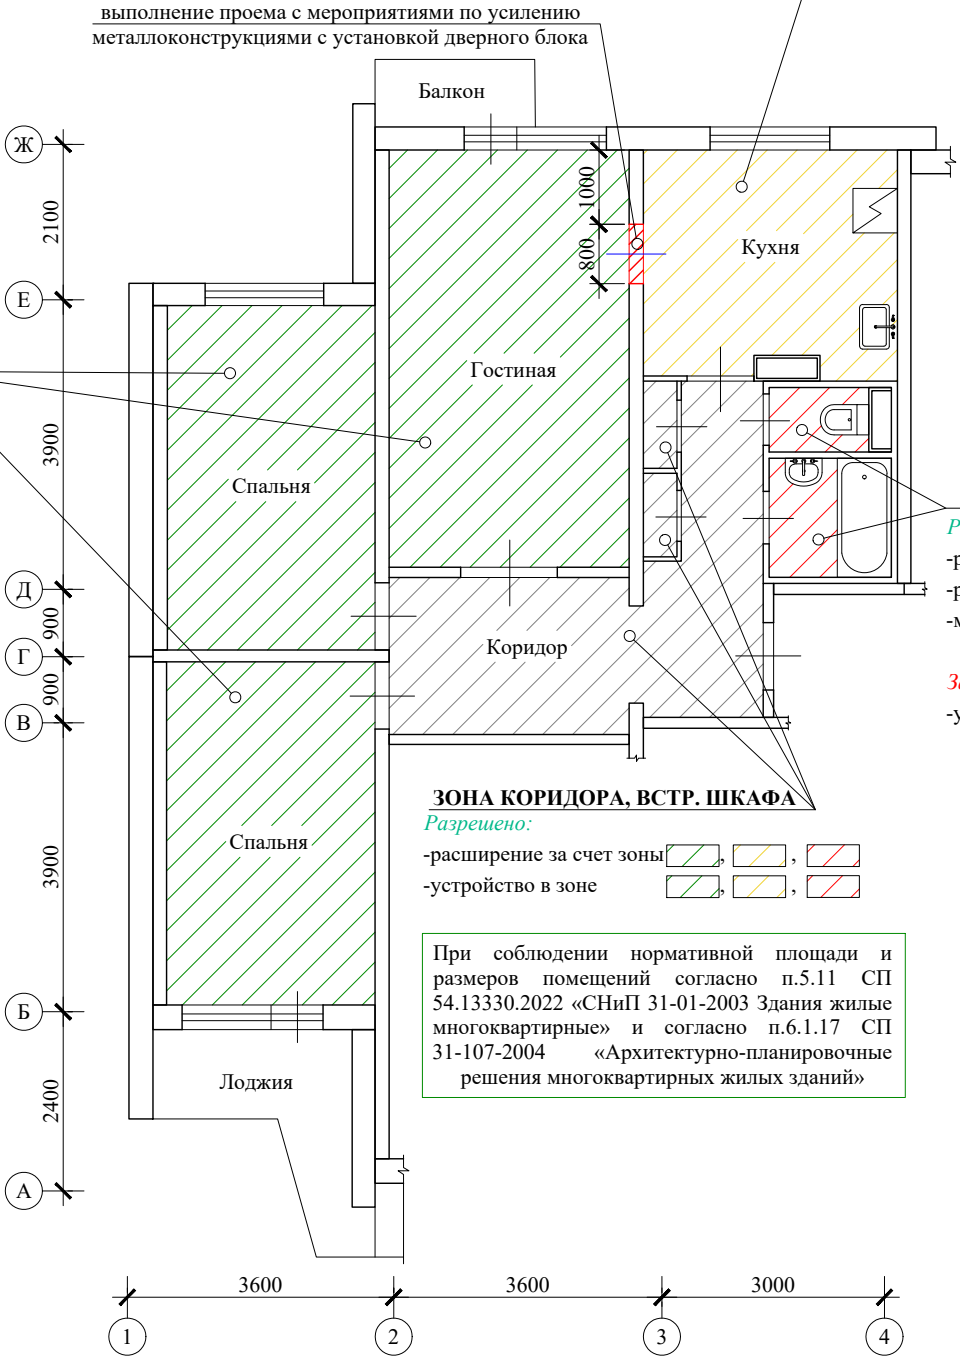 выполнение проема с мероприятиями по усилению
металлоконструкциями с установкой дверного блока
Балкон
Ж
2100
1000
800
Кухня
Е
Гостиная
3900
Спальня
Д
900
Г
900
В
Коридор
Р
-р
-р
-м
За
-у
ЗОНА КОРИДОРА, ВСТР. ШКАФА
Разрешено:
-расширение за счет зоны , ,
-устройство в зоне , ,
3900
Спальня
При соблюдении нормативной площади и
размеров помещений согласно п.5.11 СП
54.13330.2022 «СНиП 31-01-2003 Здания жилые
многоквартирные» и согласно п.6.1.17 СП
31-107-2004 «Архитектурно-планировочные
решения многоквартирных жилых зданий»
Б
Лоджия
2400
А
3600 3600 3000
1 2 3 4